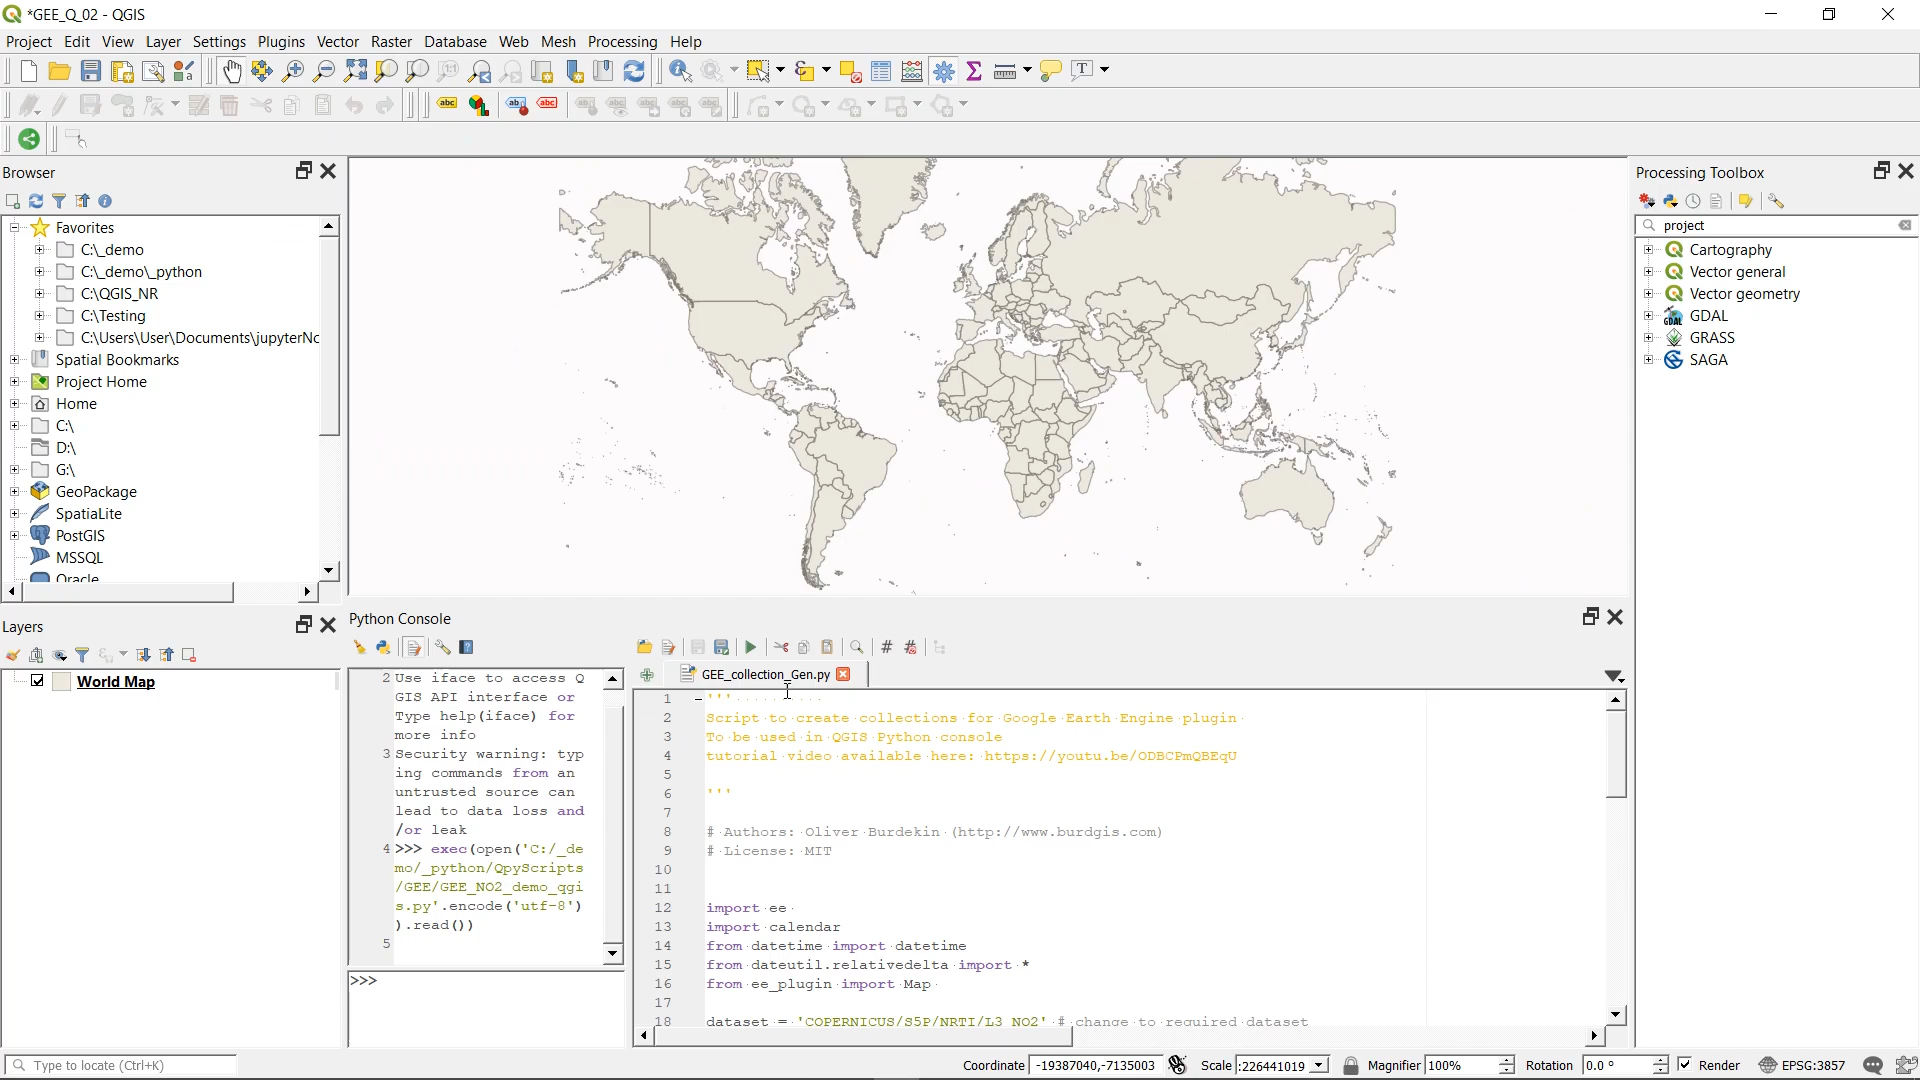 *GEE_Q_02 - QGIS
Project Edit View Layer Settings Plugins Vector Raster Database Web Mesh Processing Help
Browser
Favorites
C:\_demo
C:\_demo\_python
C:\QGIS_NR
C:\Testing
C:\Users\User\Documents\jupyterNc
Spatial Bookmarks
Project Home
Home
C:\
D:\
G:\
GeoPackage
SpatiaLite
PostGIS
MSSQL
Oracle
Layers
World Map
Python Console
2 Use iface to access Q
GIS API interface or
Type help(iface) for
more info
3 Security warning: typ
ing commands from an
untrusted source can
lead to data loss and
/or leak
4 >>> exec(open('C:/_de
mo/_python/QpyScripts
/GEE/GEE_NO2_demo_qgi
s.py'.encode('utf-8')
).read())
5
>>>
GEE_collection_Gen.py
1 '''
2 Script to create collections for Google Earth Engine plugin
3 To be used in QGIS Python console
4 tutorial video available here: https://youtu.be/ODBCPmQBEqU
5
6 '''
7
8 # Authors: Oliver Burdekin (http://www.burdgis.com)
9 # License: MIT
10
11
12 import ee
13 import calendar
14 from datetime import datetime
15 from dateutil.relativedelta import *
16 from ee_plugin import Map
17
18 dataset = 'COPERNICUS/S5P/NRTI/L3_NO2' # change to required dataset
Processing Toolbox
project
Cartography
Vector general
Vector geometry
GDAL
GRASS
SAGA
Type to locate (Ctrl+K)
Coordinate -19387040,-7135003 Scale :226441019 Magnifier 100% Rotation 0.0 ° Render EPSG:3857